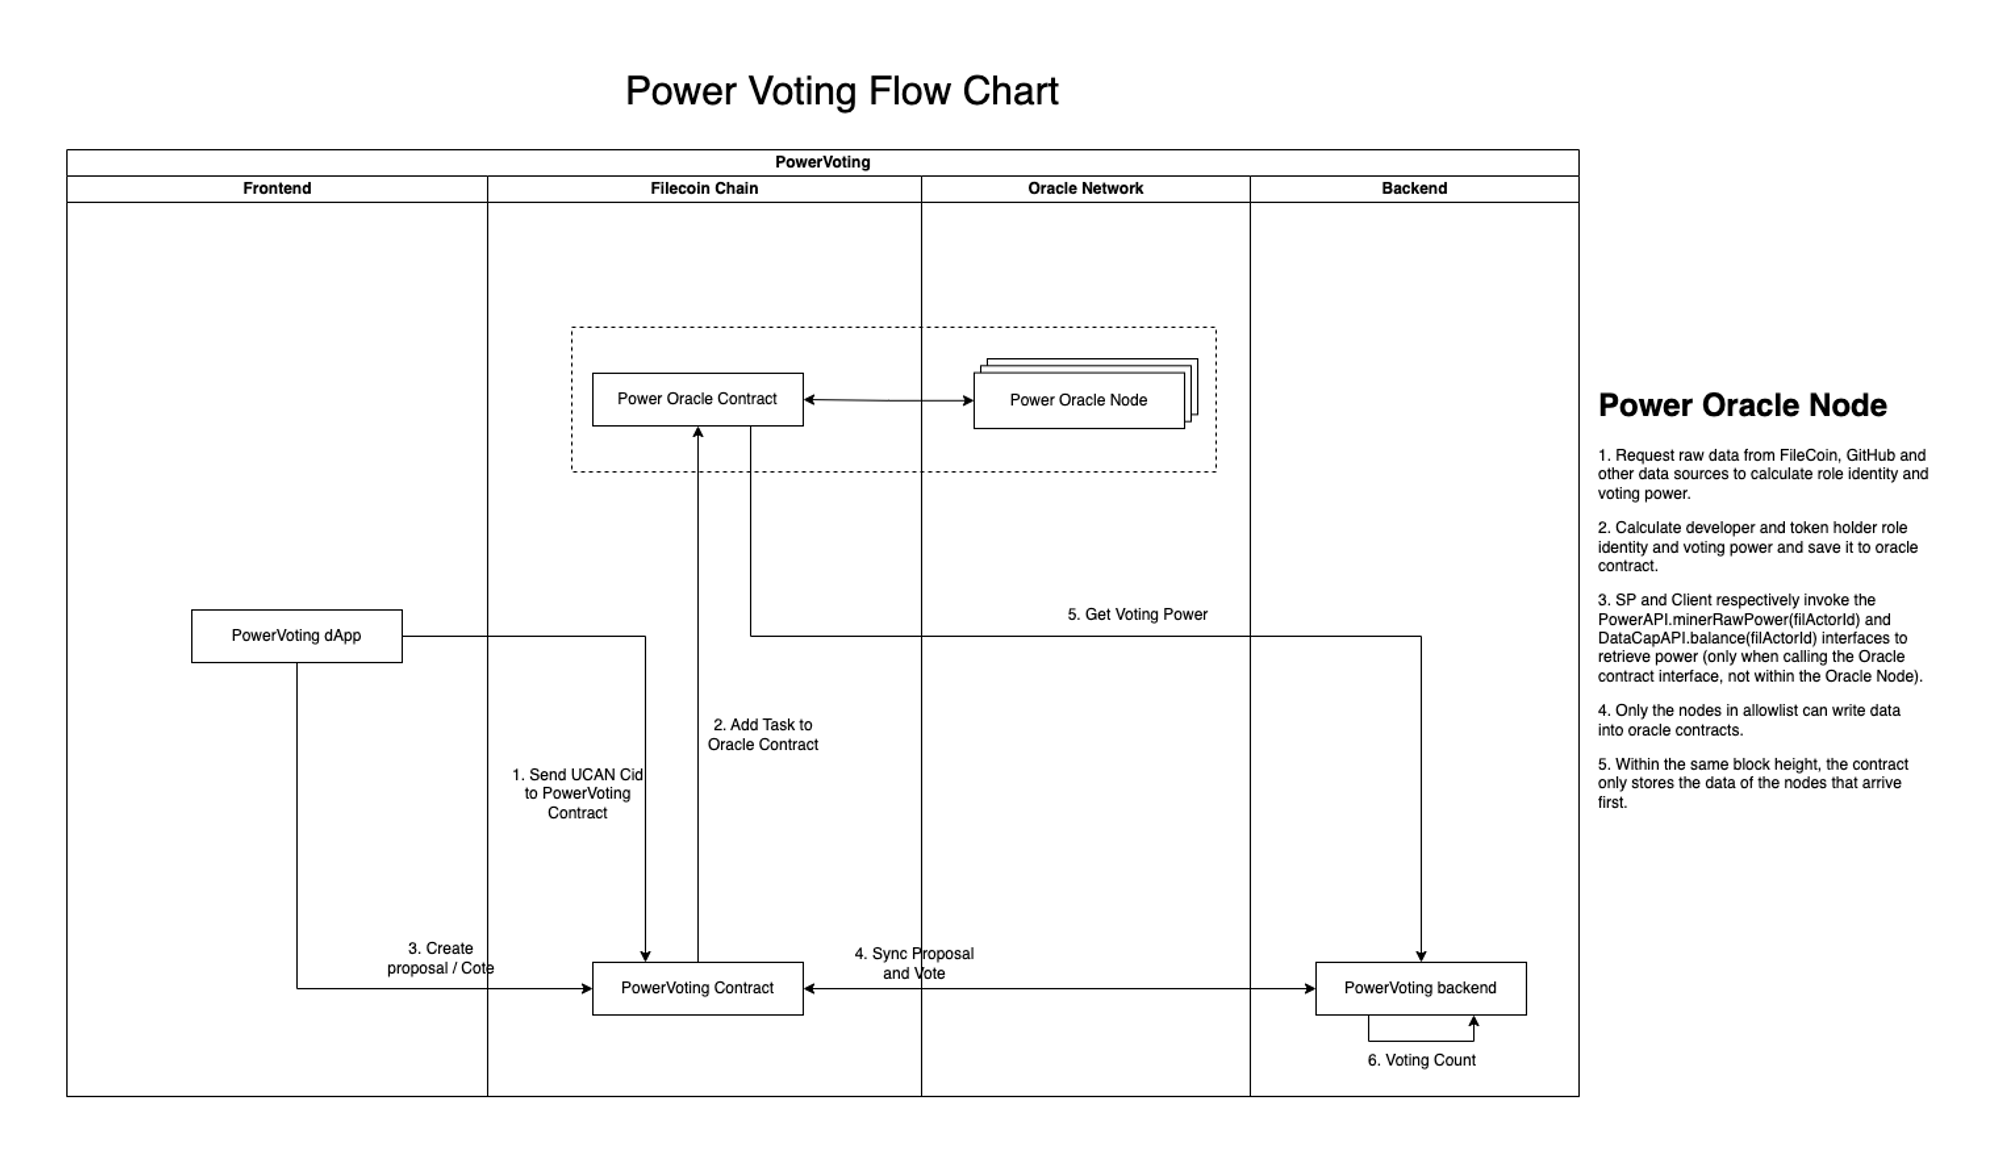 Power Voting Flow Chart
PowerVoting
Frontend
Filecoin Chain
Oracle Network
Backend
Power Oracle Contract
Power Oracle Node
PowerVoting dApp
5. Get Voting Power
2. Add Task to
Oracle Contract
1. Send UCAN Cid
to PowerVoting
Contract
3. Create
proposal / Cote
4. Sync Proposal
and Vote
PowerVoting Contract
PowerVoting backend
6. Voting Count
Power Oracle Node
1. Request raw data from FileCoin, GitHub and
other data sources to calculate role identity and
voting power.
2. Calculate developer and token holder role
identity and voting power and save it to oracle
contract.
3. SP and Client respectively invoke the
PowerAPI.minerRawPower(filActorId) and
DataCapAPI.balance(filActorId) interfaces to
retrieve power (only when calling the Oracle
contract interface, not within the Oracle Node).
4. Only the nodes in allowlist can write data
into oracle contracts.
5. Within the same block height, the contract
only stores the data of the nodes that arrive
first.